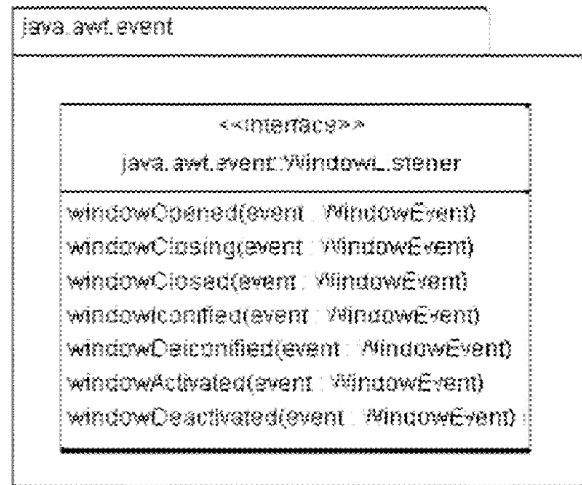 java.awt.event
<<interface>>
java.awt.event::WindowListener
windowOpened(event : WindowEvent)
windowClosing(event : WindowEvent)
windowClosed(event : WindowEvent)
windowIconified(event : WindowEvent)
windowDeiconified(event : WindowEvent)
windowActivated(event : WindowEvent)
windowDeactivated(event : WindowEvent)